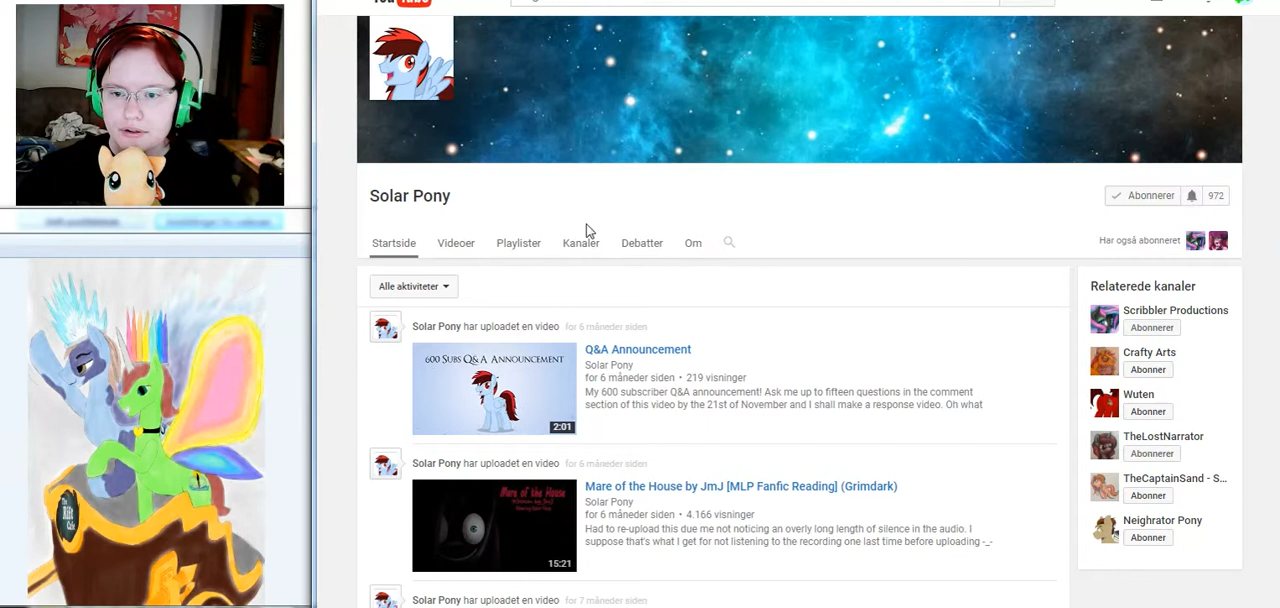 You Tube
Solar Pony
Abonnerer 972
Startside Videoer Playlister Kanaler Debatter Om
Har også abonneret
Alle aktiviteter
Solar Pony har uploadet en video for 6 måneder siden
600 SUBS Q&A ANNOUNCEMENT
2:01
Q&A Announcement
Solar Pony
for 6 måneder siden • 219 visninger
My 600 subscriber Q&A announcement! Ask me up to fifteen questions in the comment
section of this video by the 21st of November and I shall make a response video. Oh what
Solar Pony har uploadet en video for 6 måneder siden
Mare of the House
15:21
Mare of the House by JmJ [MLP Fanfic Reading] (Grimdark)
Solar Pony
for 6 måneder siden • 4.166 visninger
Had to re-upload this due me not noticing an overly long length of silence in the audio. I
suppose that's what I get for not listening to the recording one last time before uploading -_-
Solar Pony har uploadet en video for 7 måneder siden
Relaterede kanaler
Scribbler Productions
Abonnerer
Crafty Arts
Abonner
Wuten
Abonner
TheLostNarrator
Abonnerer
TheCaptainSand - S...
Abonner
Neighrator Pony
Abonner
The
Rift
Cafe